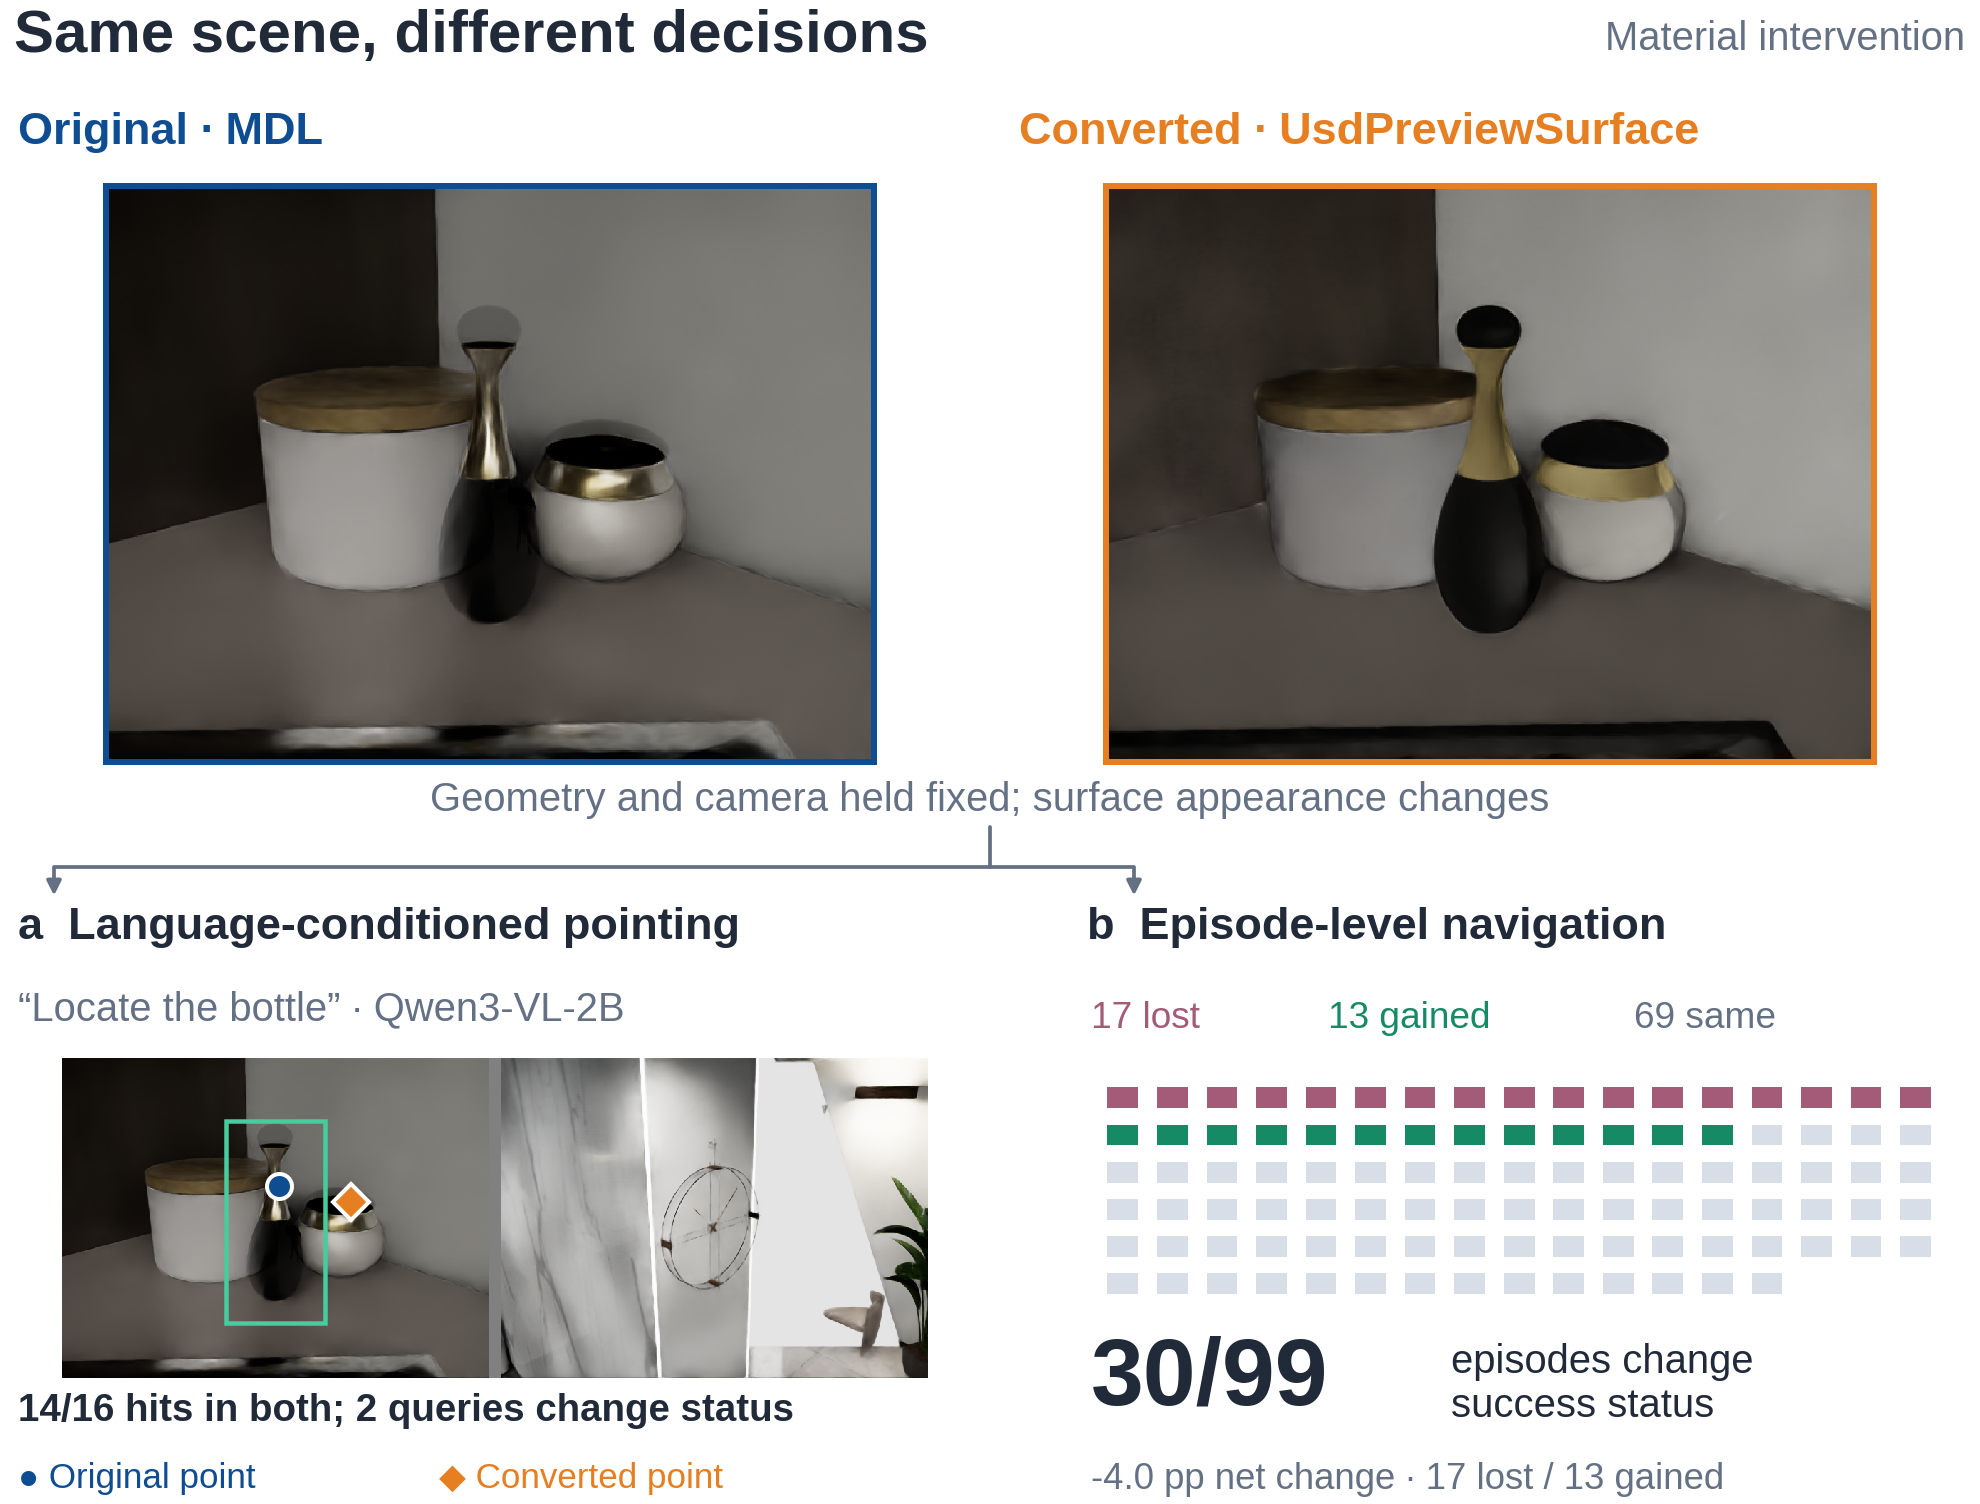 Same scene, different decisions
Material intervention
Original · MDL
Converted · UsdPreviewSurface
Geometry and camera held fixed; surface appearance changes
a Language-conditioned pointing
“Locate the bottle” · Qwen3-VL-2B
14/16 hits in both; 2 queries change status
● Original point
◆ Converted point
b Episode-level navigation
17 lost
13 gained
69 same
30/99
episodes change
success status
-4.0 pp net change · 17 lost / 13 gained